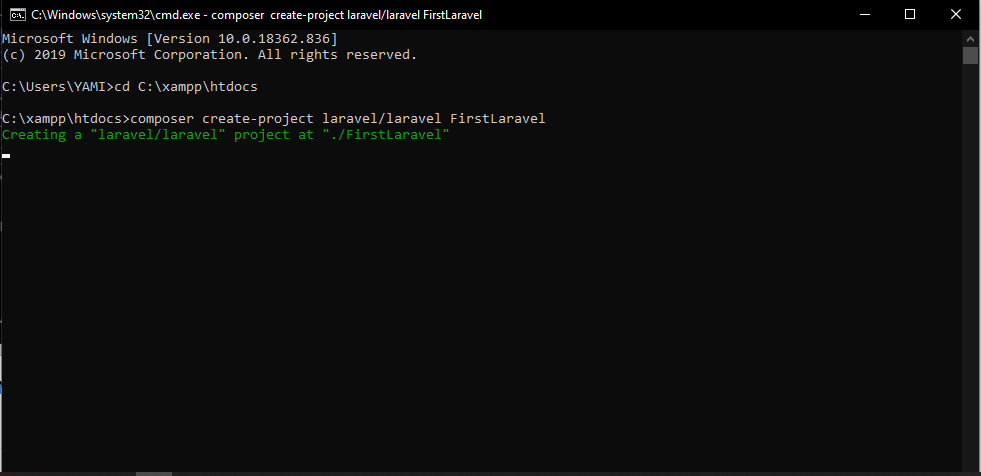 C:\Windows\system32\cmd.exe - composer  create-project laravel/laravel FirstLaravel
Microsoft Windows [Version 10.0.18362.836]
(c) 2019 Microsoft Corporation. All rights reserved.
C:\Users\YAMI>cd C:\xampp\htdocs
C:\xampp\htdocs>composer create-project laravel/laravel FirstLaravel
Creating a "laravel/laravel" project at "./FirstLaravel"